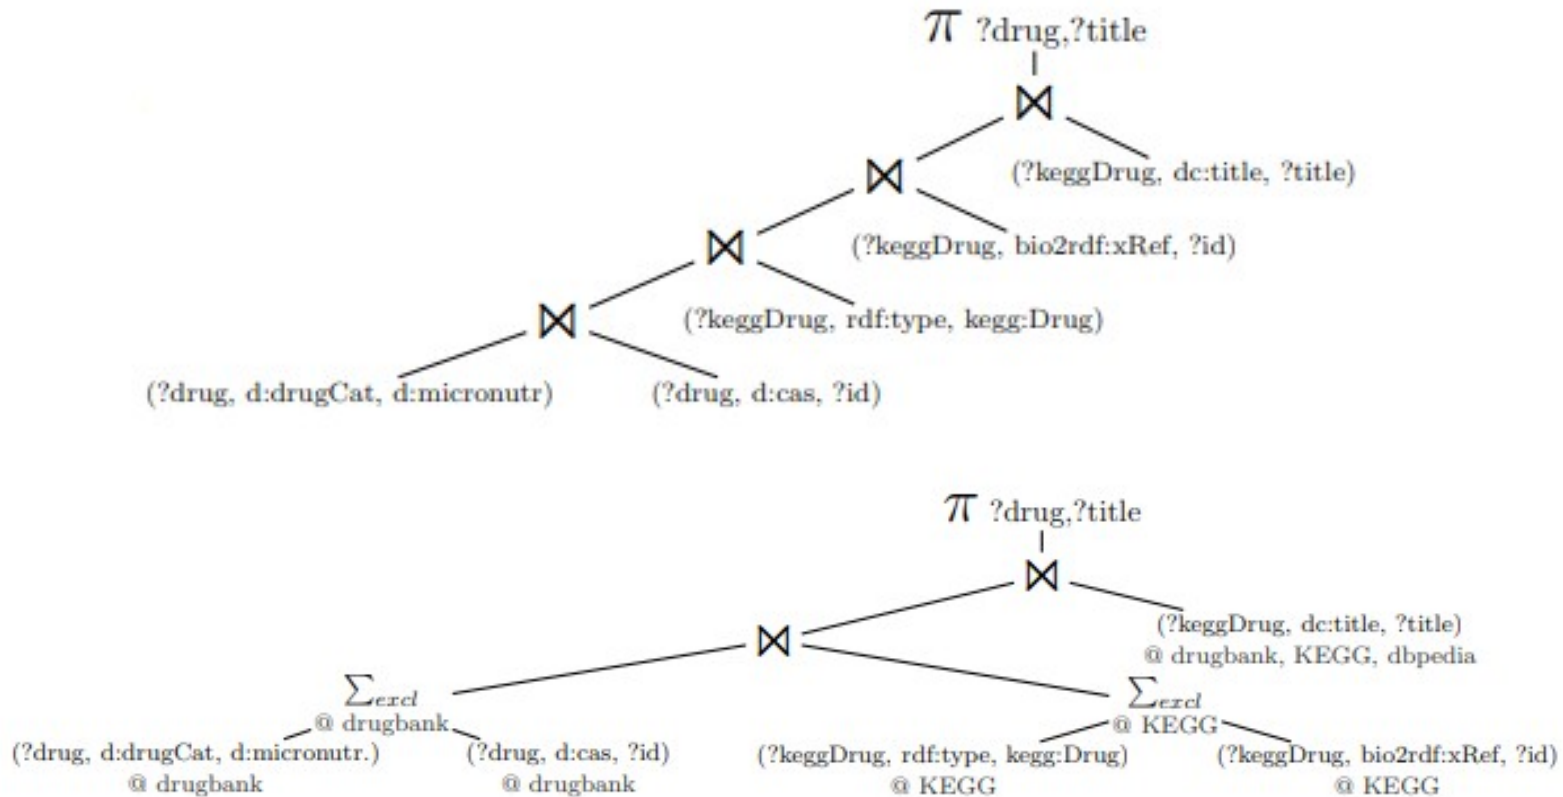 π ?drug,?title
⋈
(?keggDrug, dc:title, ?title)
⋈
(?keggDrug, bio2rdf:xRef, ?id)
⋈
(?keggDrug, rdf:type, kegg:Drug)
⋈
(?drug, d:drugCat, d:micronutr) (?drug, d:cas, ?id)
π ?drug,?title
⋈
(?keggDrug, dc:title, ?title)
@ drugbank, KEGG, dbpedia
⋈
∑excl ∑excl
@ drugbank @ KEGG
(?drug, d:drugCat, d:micronutr.) (?drug, d:cas, ?id) (?keggDrug, rdf:type, kegg:Drug) (?keggDrug, bio2rdf:xRef, ?id)
@ drugbank @ drugbank @ KEGG @ KEGG